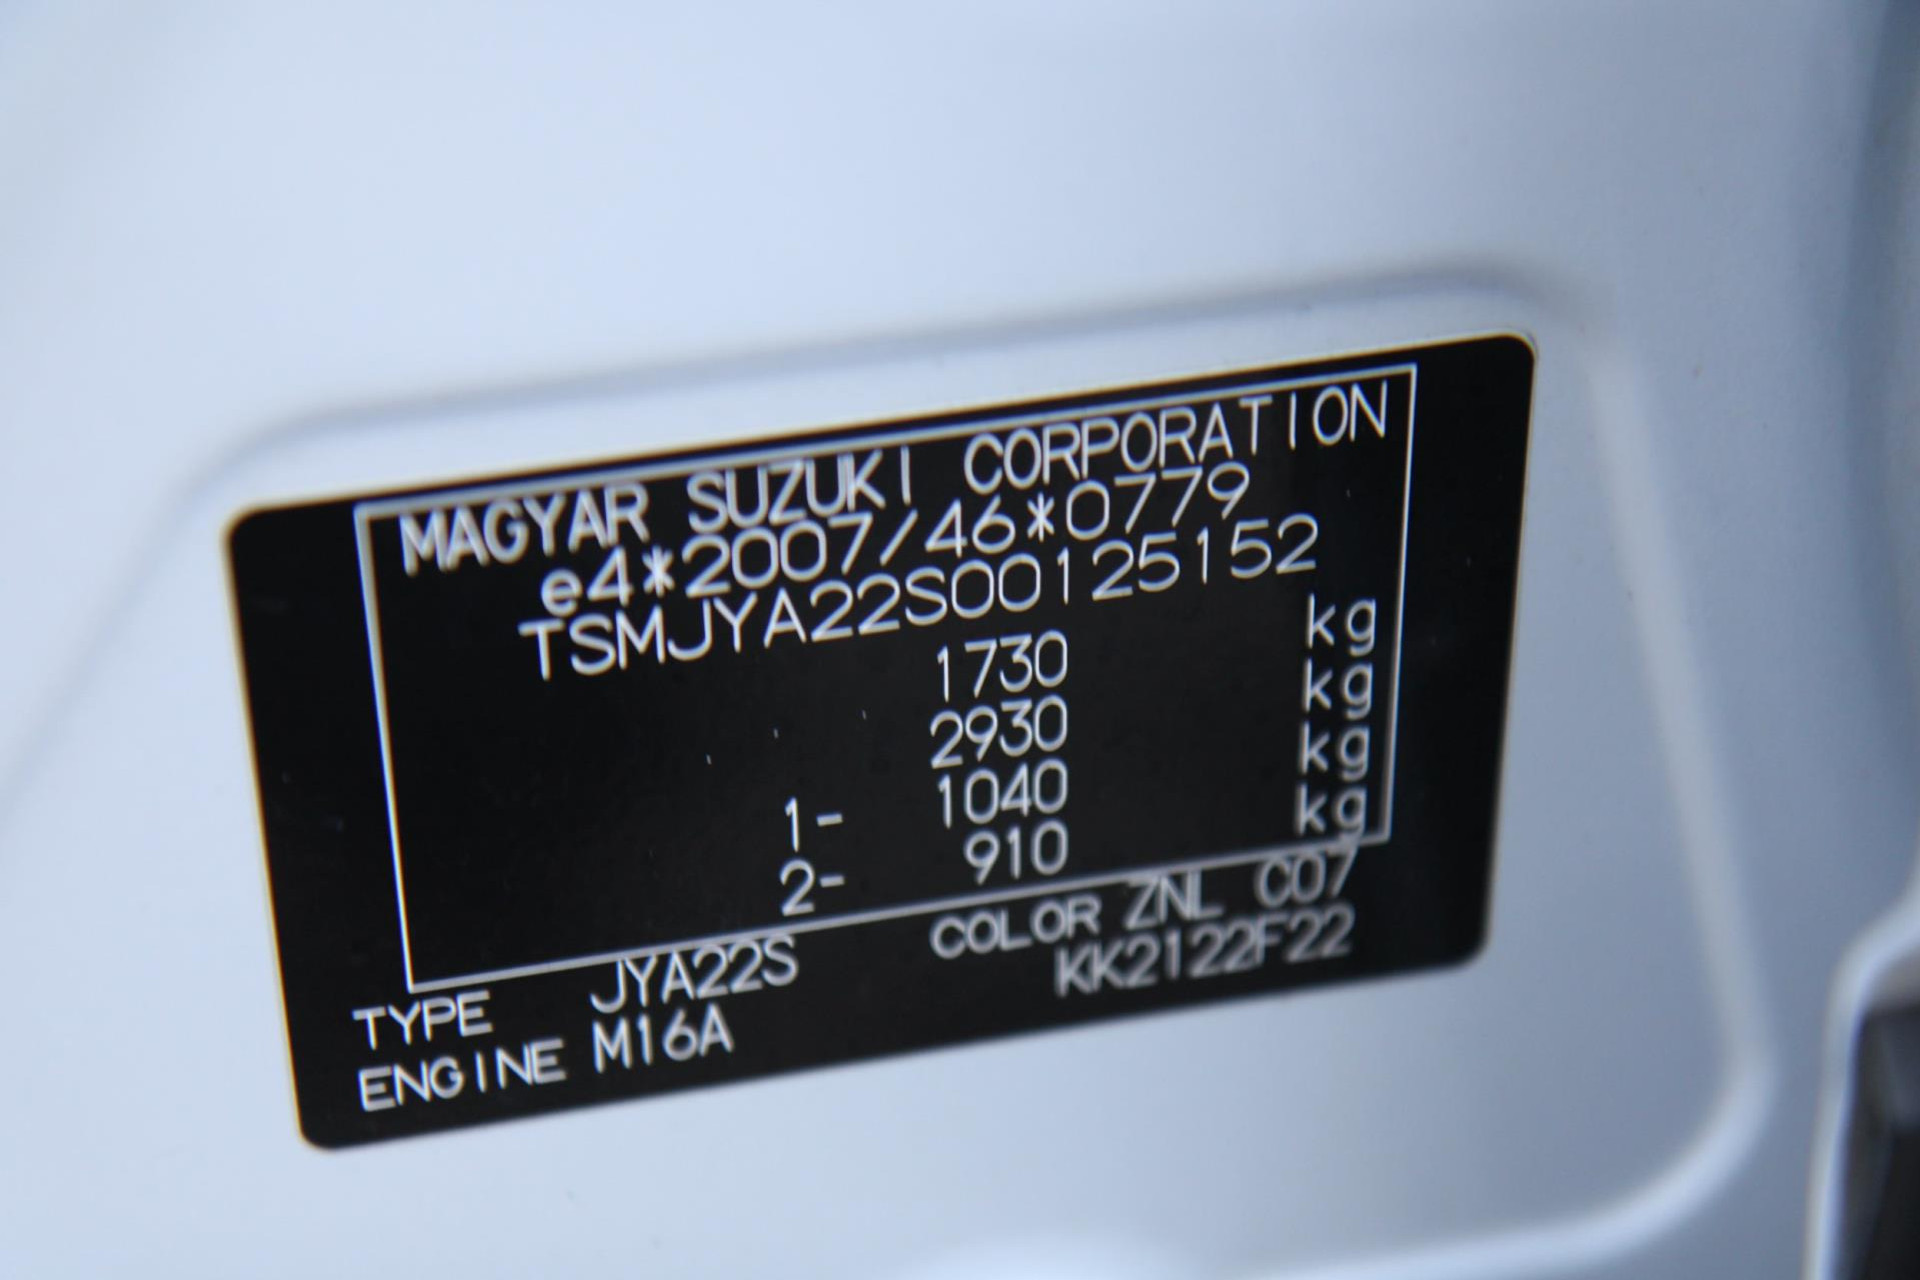 MAGYAR SUZUKI CORPORATION
e4*2007/46*0779
TSMJYA22S00125152
1730 kg
2930 kg
1- 1040 kg
2- 910 kg
TYPE JYA22S COLOR ZNL C07
ENGINE M16A KK2122F22